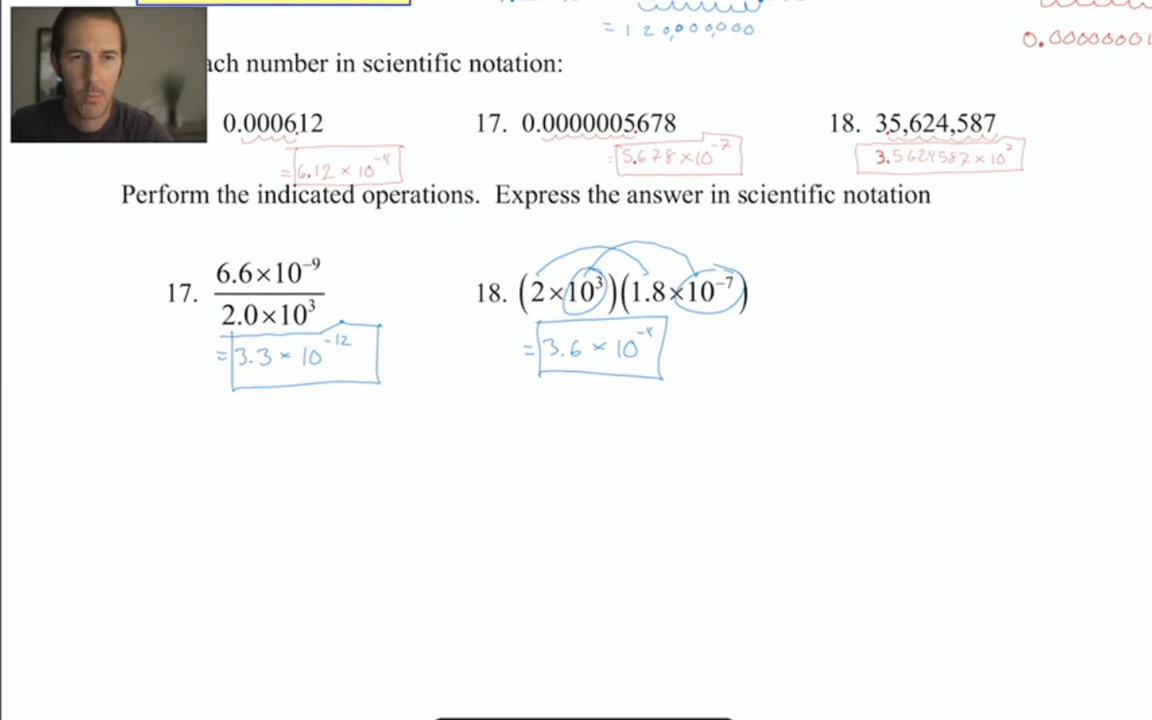 = 120,000,000
0.00000001
ach number in scientific notation:
0.000612 17. 0.0000005678 18. 35,624,587
= 6.12 × 10⁻⁴ = 5.678 × 10⁻⁷ 3.5624587 × 10⁷
Perform the indicated operations. Express the answer in scientific notation
17. 6.6×10⁻⁹ / 2.0×10³ 18. (2×10³)(1.8×10⁻⁷)
= 3.3 × 10⁻¹² = 3.6 × 10⁻⁴